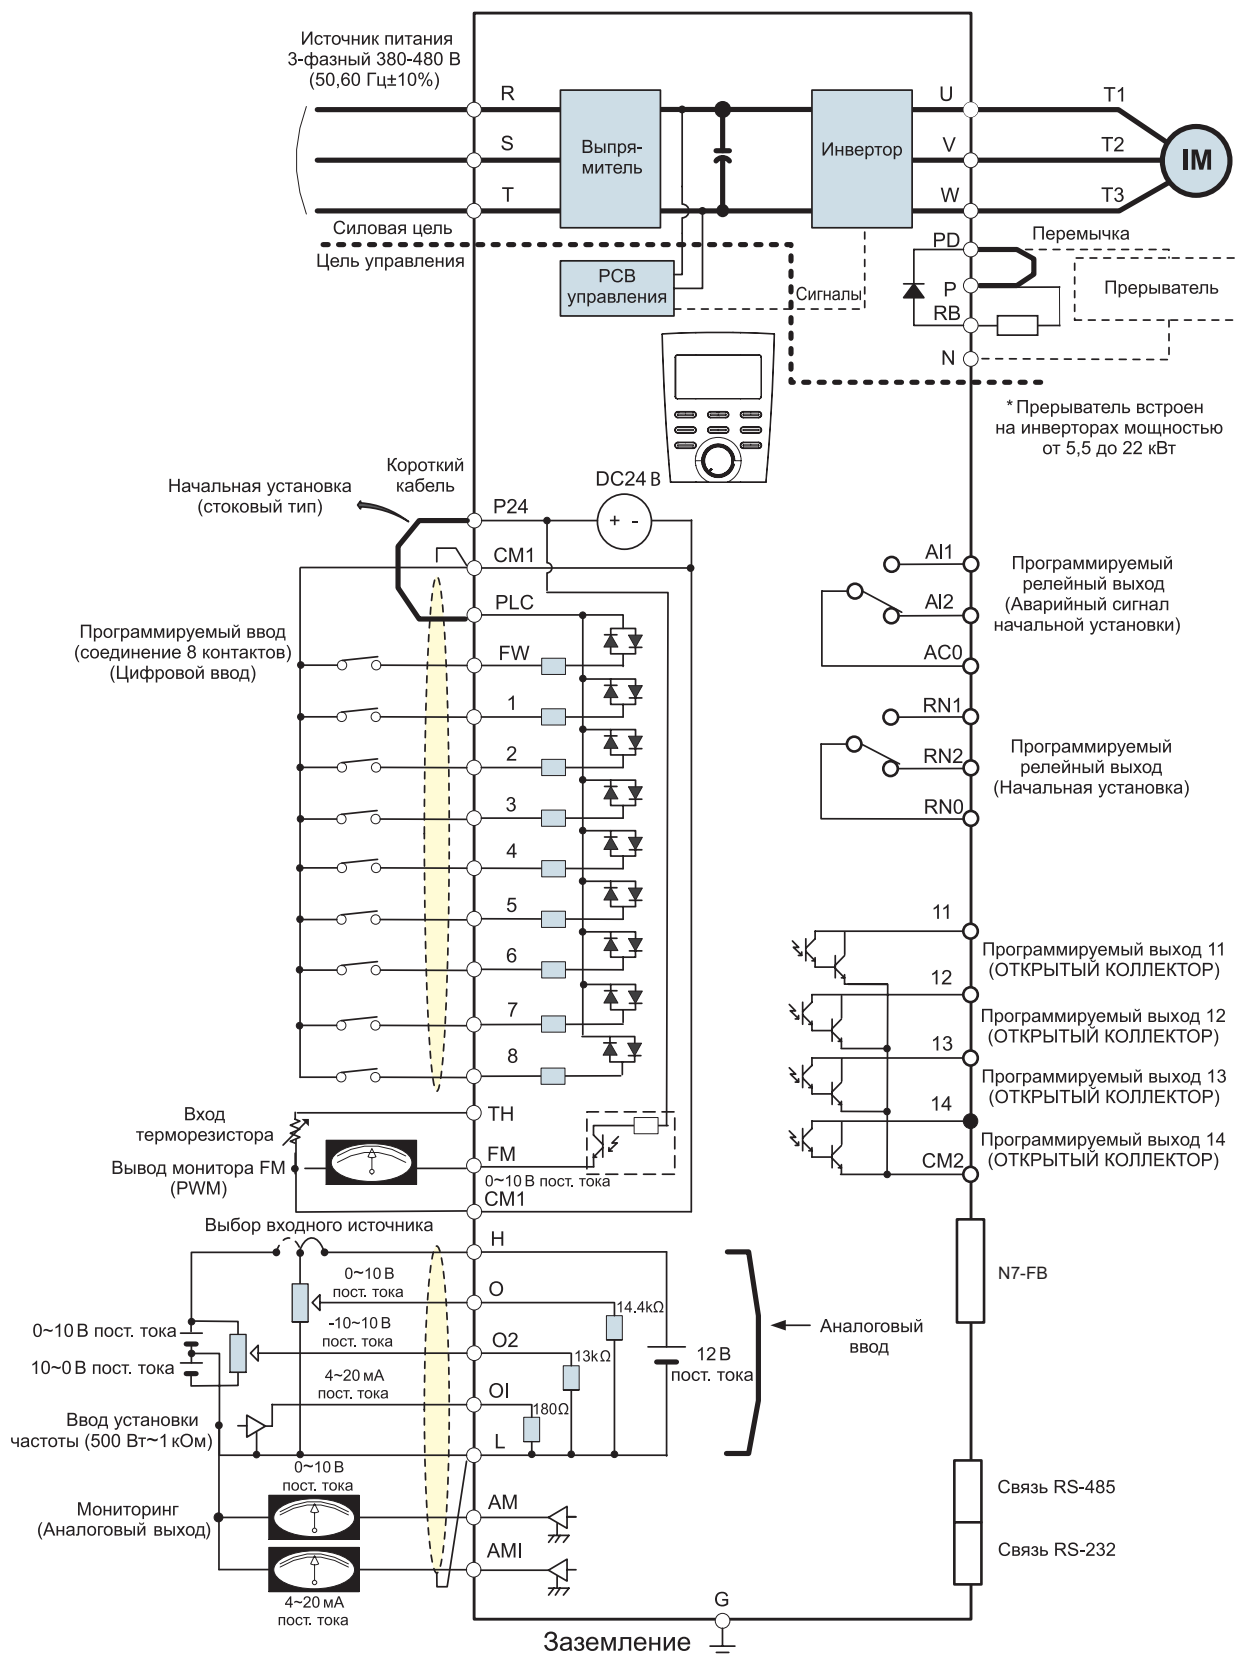 Источник питания
3-фазный 380-480 В
(50,60 Гц±10%)
R
S
T
Выпря-
митель
Инвертор
U
V
W
T1
T2
T3
IM
Силовая цель
Цель управления
PCB
управления
Сигналы
PD
P
RB
N
Перемычка
Прерыватель
* Прерыватель встроен
на инверторах мощностью
от 5,5 до 22 кВт
Короткий
кабель
Начальная установка
(стоковый тип)
DC24 В
+ -
P24
CM1
PLC
Программируемый ввод
(соединение 8 контактов)
(Цифровой ввод)
FW
1
2
3
4
5
6
7
8
AI1
AI2
AC0
Программируемый
релейный выход
(Аварийный сигнал
начальной установки)
RN1
RN2
RN0
Программируемый
релейный выход
(Начальная установка)
11
Программируемый выход 11
(ОТКРЫТЫЙ КОЛЛЕКТОР)
12
Программируемый выход 12
(ОТКРЫТЫЙ КОЛЛЕКТОР)
13
Программируемый выход 13
(ОТКРЫТЫЙ КОЛЛЕКТОР)
14
Программируемый выход 14
(ОТКРЫТЫЙ КОЛЛЕКТОР)
CM2
TH
Вход
терморезистора
FM
Вывод монитора FM
(PWM)
0~10 В пост. тока
CM1
Выбор входного источника
H
0~10 В
пост. тока
O
14.4kΩ
-10~10 В
пост. тока
O2
13kΩ
0~10 В пост. тока
10~0 В пост. тока
4~20 мА
пост. тока
OI
180Ω
12 В
пост. тока
Аналоговый
ввод
Ввод установки
частоты (500 Вт~1 кОм)
L
0~10 В
пост. тока
Мониторинг
(Аналоговый выход)
AM
AMI
4~20 мА
пост. тока
N7-FB
Связь RS-485
Связь RS-232
G
Заземление